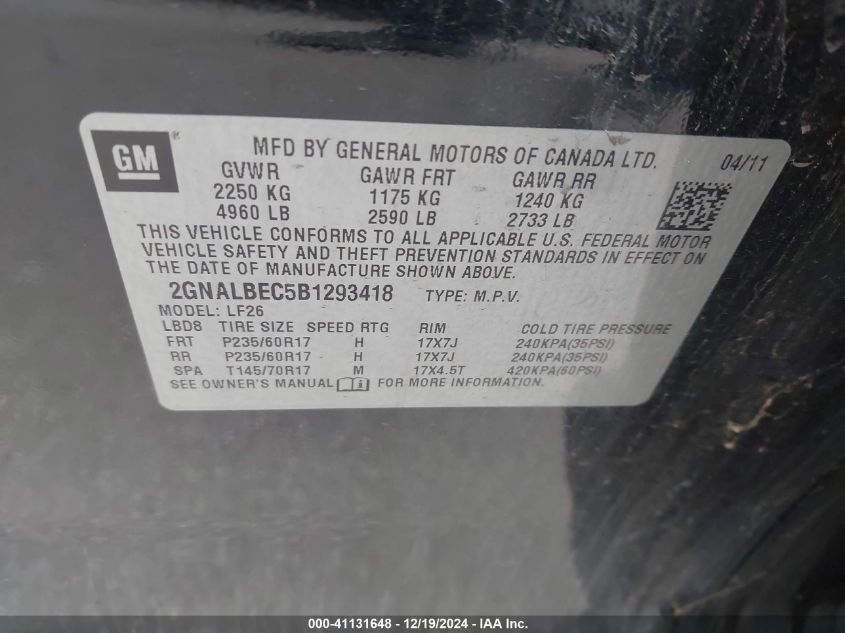 GM ®
MFD BY GENERAL MOTORS OF CANADA LTD. 04/11
GVWR GAWR FRT GAWR RR
2250 KG 1175 KG 1240 KG
4960 LB 2590 LB 2733 LB
THIS VEHICLE CONFORMS TO ALL APPLICABLE U.S. FEDERAL MOTOR
VEHICLE SAFETY AND THEFT PREVENTION STANDARDS IN EFFECT ON
THE DATE OF MANUFACTURE SHOWN ABOVE.
2GNALBEC5B1293418 TYPE: M.P.V.
MODEL: LF26
LBD8 TIRE SIZE SPEED RTG RIM COLD TIRE PRESSURE
FRT P235/60R17 H 17X7J 240KPA(35PSI)
RR P235/60R17 H 17X7J 240KPA(35PSI)
SPA T145/70R17 M 17X4.5T 420KPA(60PSI)
SEE OWNER'S MANUAL FOR MORE INFORMATION.
000-41131648 - 12/19/2024 - IAA Inc.